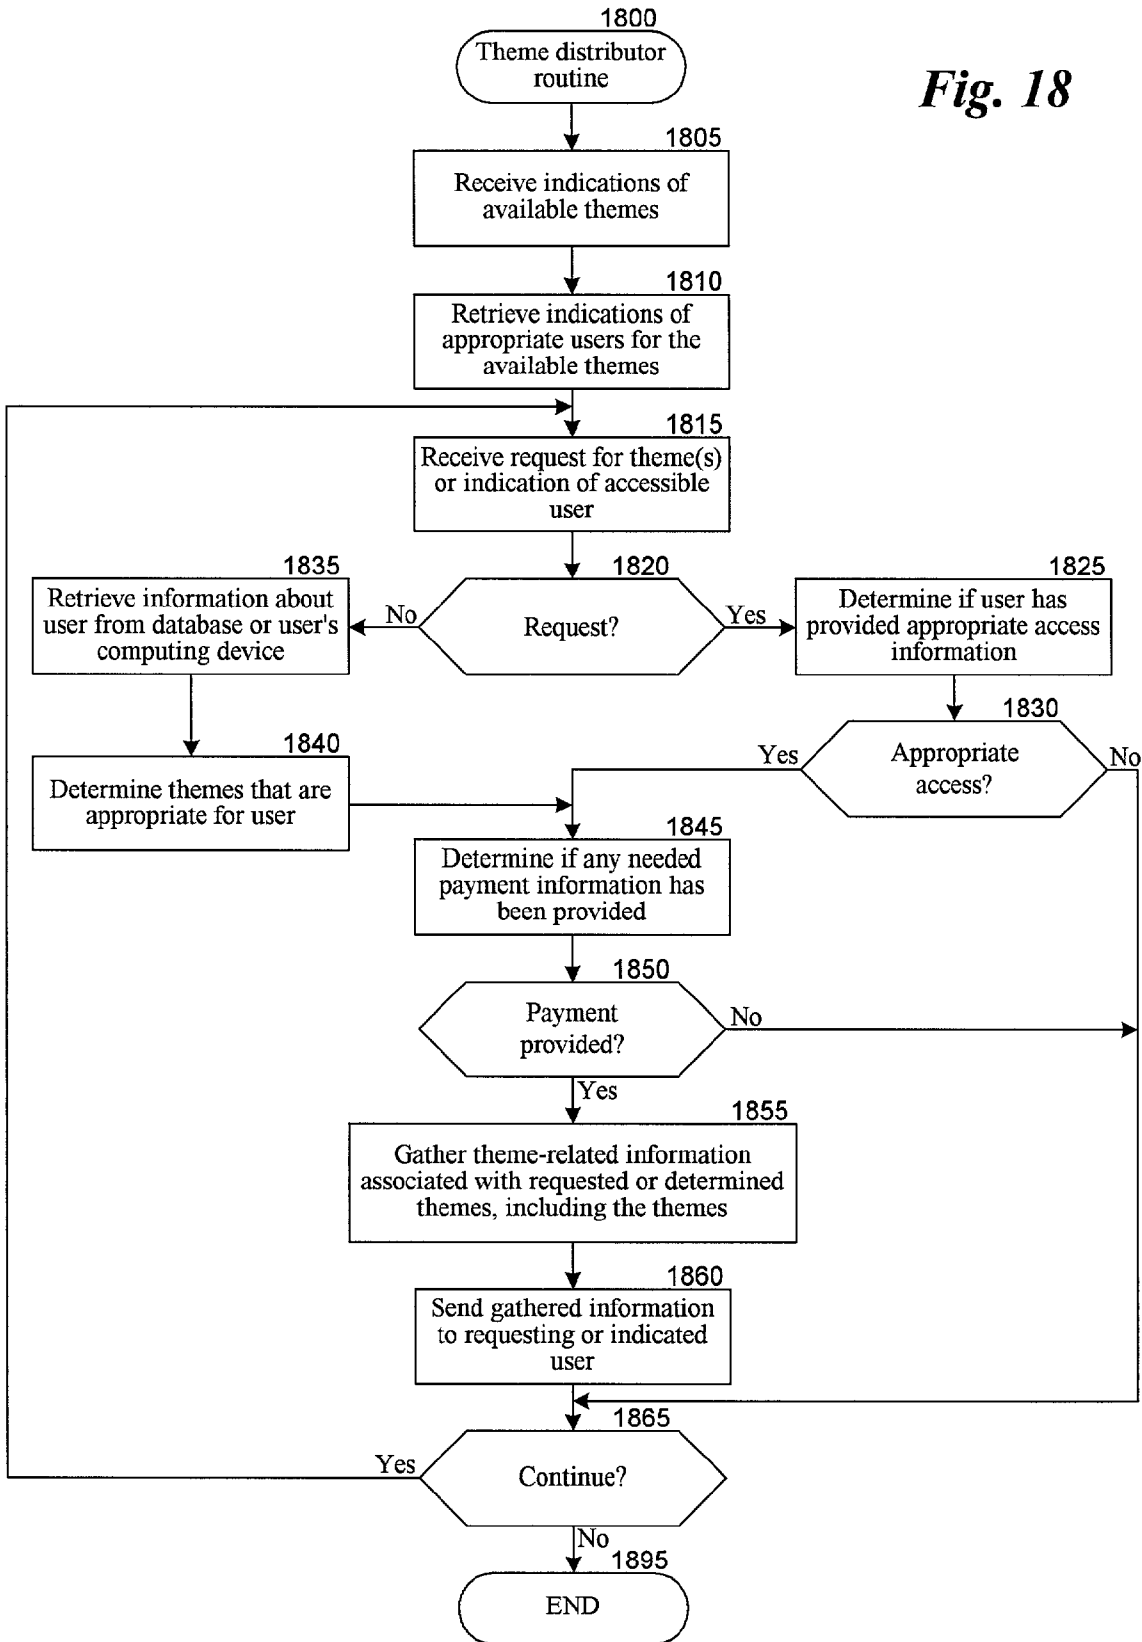 1800
Theme distributor
routine
Fig. 18
1805
Receive indications of
available themes
1810
Retrieve indications of
appropriate users for the
available themes
1815
Receive request for theme(s)
or indication of accessible
user
1820
Request?
No
Yes
1835
Retrieve information about
user from database or user's
computing device
1825
Determine if user has
provided appropriate access
information
1830
Appropriate
access?
Yes
No
1840
Determine themes that are
appropriate for user
1845
Determine if any needed
payment information has
been provided
1850
Payment
provided?
No
Yes
1855
Gather theme-related information
associated with requested or determined
themes, including the themes
1860
Send gathered information
to requesting or indicated
user
1865
Continue?
Yes
No
1895
END